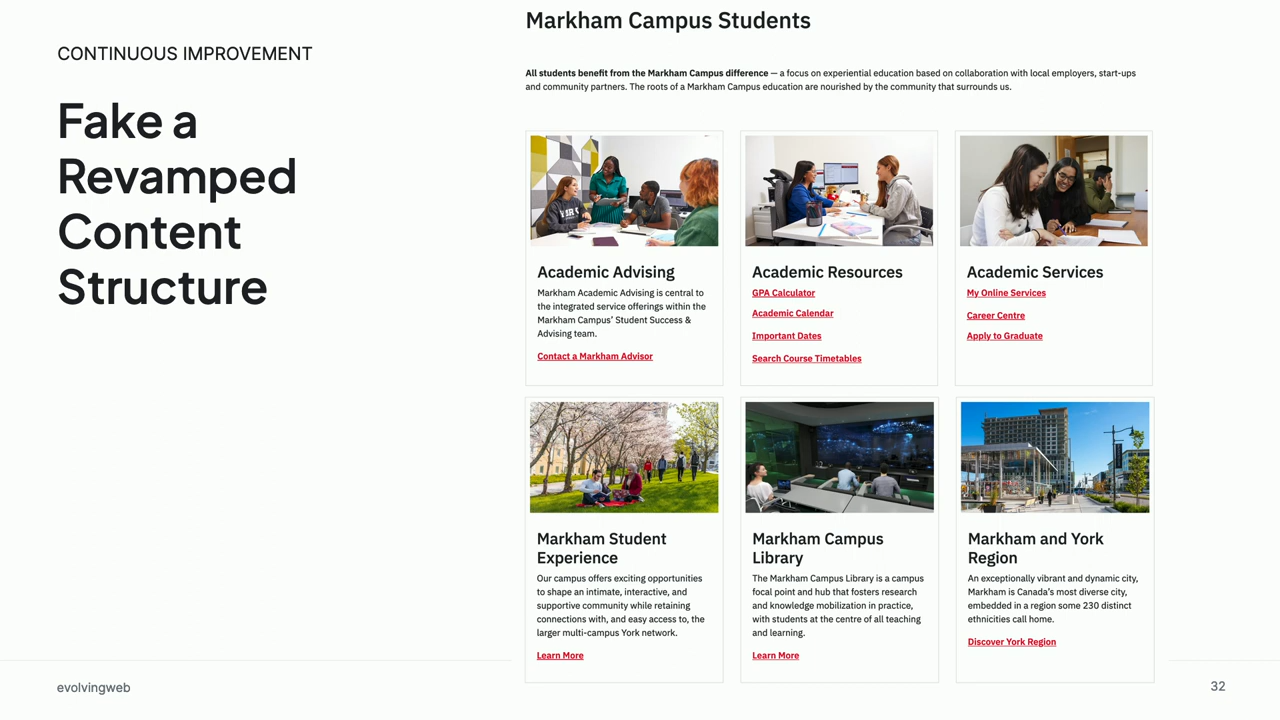 CONTINUOUS IMPROVEMENT
Fake a
Revamped
Content
Structure
Markham Campus Students
All students benefit from the Markham Campus difference — a focus on experiential education based on collaboration with local employers, start-ups
and community partners. The roots of a Markham Campus education are nourished by the community that surrounds us.
Academic Advising
Markham Academic Advising is central to
the integrated service offerings within the
Markham Campus' Student Success &
Advising team.
Contact a Markham Advisor
Academic Resources
GPA Calculator
Academic Calendar
Important Dates
Search Course Timetables
Academic Services
My Online Services
Career Centre
Apply to Graduate
Markham Student
Experience
Our campus offers exciting opportunities
to shape an intimate, interactive, and
supportive community while retaining
connections with, and easy access to, the
larger multi-campus York network.
Learn More
Markham Campus
Library
The Markham Campus Library is a campus
focal point and hub that fosters research
and knowledge mobilization in practice,
with students at the centre of all teaching
and learning.
Learn More
Markham and York
Region
An exceptionally vibrant and dynamic city,
Markham is Canada's most diverse city,
embedded in a region some 230 distinct
ethnicities call home.
Discover York Region
evolvingweb
32